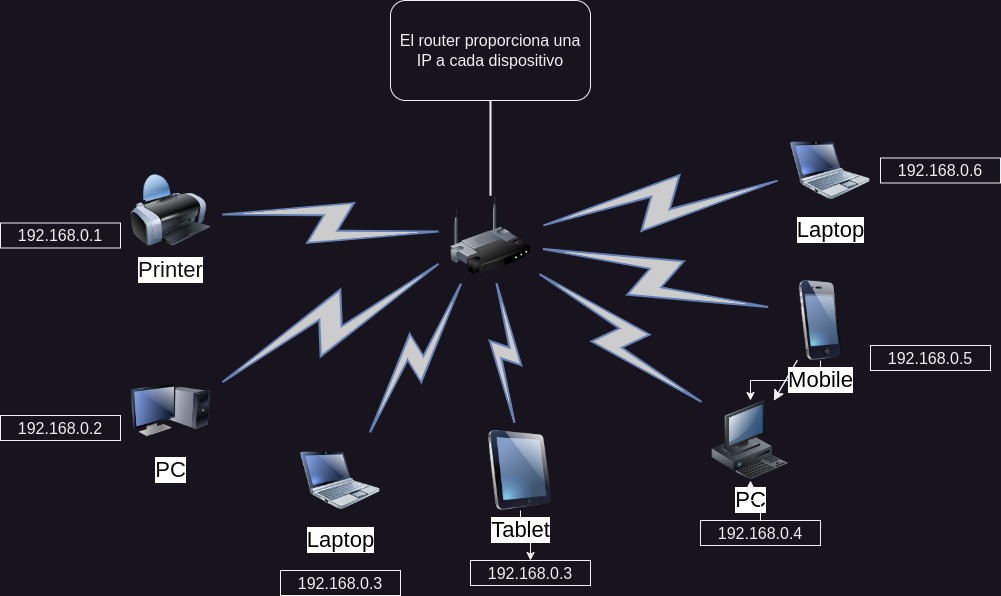 El router proporciona una
IP a cada dispositivo
192.168.0.6
Laptop
192.168.0.1
Printer
192.168.0.5
Mobile
192.168.0.2
PC
PC
192.168.0.4
Laptop
Tablet
192.168.0.3
192.168.0.3